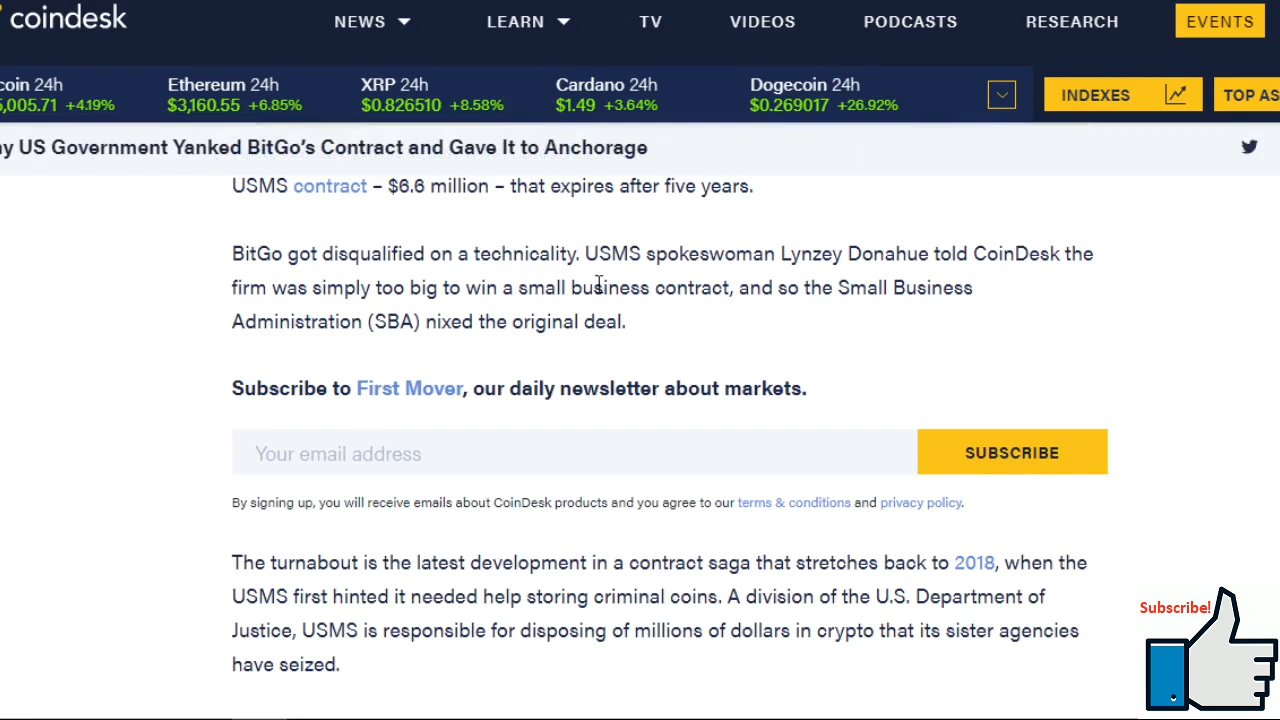 coindesk
NEWS LEARN TV VIDEOS PODCASTS RESEARCH EVENTS
24h Ethereum 24h XRP 24h Cardano 24h Dogecoin 24h
+4.19% $3,160.55 +6.85% $0.826510 +8.58% $1.49 +3.64% $0.269017 +26.92%
INDEXES TOP
US Government Yanked BitGo's Contract and Gave It to Anchorage
USMS contract – $6.6 million – that expires after five years.
BitGo got disqualified on a technicality. USMS spokeswoman Lynzey Donahue told CoinDesk the
firm was simply too big to win a small business contract, and so the Small Business
Administration (SBA) nixed the original deal.
Subscribe to First Mover, our daily newsletter about markets.
Your email address
SUBSCRIBE
By signing up, you will receive emails about CoinDesk products and you agree to our terms & conditions and privacy policy.
The turnabout is the latest development in a contract saga that stretches back to 2018, when the
USMS first hinted it needed help storing criminal coins. A division of the U.S. Department of
Justice, USMS is responsible for disposing of millions of dollars in crypto that its sister agencies
have seized.
Subscribe!